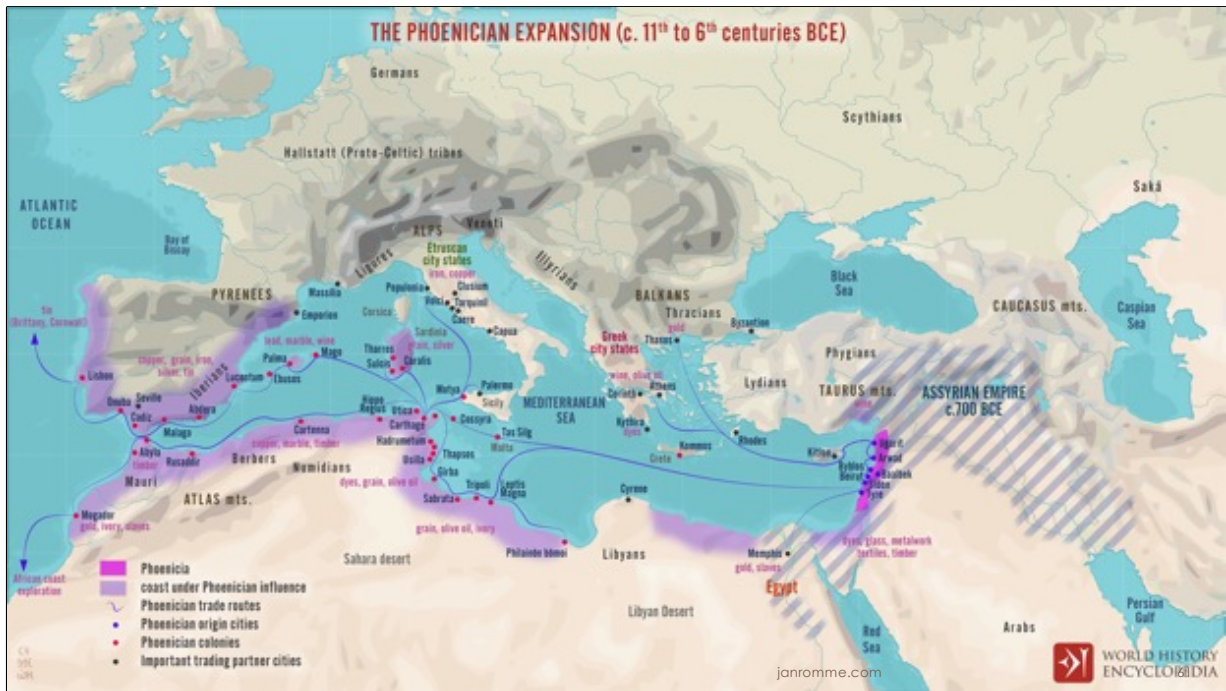 THE PHOENICIAN EXPANSION (c. 11th to 6th centuries BCE)
Germans
Scythians
Hallstatt (Proto-Celtic) tribes
Saká
ATLANTIC
OCEAN
Bay of
Biscay
ALPS
Veneti
Etruscan
city states
iron, copper
Ligures
Illyrians
Black
Sea
Caspian
Sea
CAUCASUS mts.
PYRENEES
Massilia
Populonia
Clusium
Vulci
Tarquinii
Caere
Capua
Corsica
BALKANS
Thracians
gold
Byzantion
Thasos
Emporion
tin
(Brittany, Cornwall)
lead, marble, wine
Sardinia
grain, silver
Greek
city states
wine, olive oil
Phygians
copper, grain, iron,
silver, tin
Iberians
Palma
Mago
Tharros
Sulcis
Caralis
Lucentum
Ebusus
Lisbon
Athens
Corinth
Lydians
TAURUS mts.
ASSYRIAN EMPIRE
c.700 BCE
Onuba
Seville
Cadiz
Abdera
Malaga
Motya
Palermo
Sicily
MEDITERRANEAN
SEA
Kythira
dyes
Hippo
Regius
Utica
Carthage
Cossyra
Cartenna
copper, marble, timber
Hadrumetum
Tas Silg
Malta
Kommos
Crete
Rhodes
Kition
Ugarit
Arwad
Byblos
Beirut
Baalbek
Sidon
Tyre
Abyla
timber
Rusaddir
Berbers
Numidians
Usilla
Thapsos
Girba
dyes, grain, olive oil
Mauri
ATLAS mts.
Sabrata
Tripoli
Leptis
Magna
Cyrene
Mogador
gold, ivory, slaves
grain, olive oil, ivory
Philainōn bōmoi
Libyans
Memphis
gold, slaves
Egypt
dyes, glass, metalwork
textiles, timber
Sahara desert
Libyan Desert
African coast
exploration
Persian
Gulf
Red
Sea
Arabs
Phoenicia
coast under Phoenician influence
Phoenician trade routes
Phoenician origin cities
Phoenician colonies
Important trading partner cities
janromme.com
WORLD HISTORY
ENCYCLOPEDIA